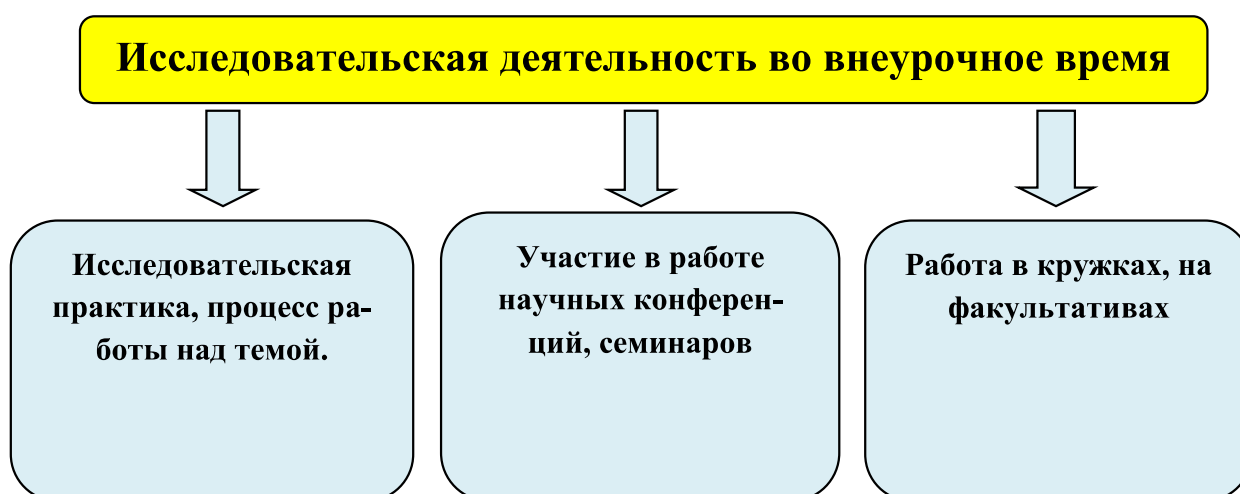 Исследовательская деятельность во внеурочное время
Исследовательская
практика, процесс ра-
боты над темой.
Участие в работе
научных конферен-
ций, семинаров
Работа в кружках, на
факультативах